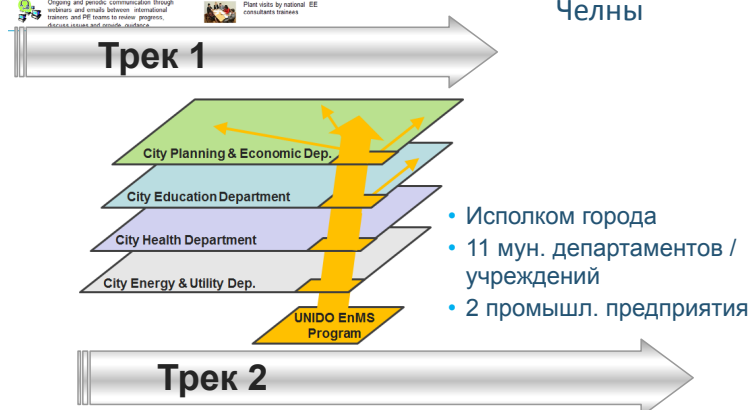 Ongoing and periodic communication through
webinars and emails between international
trainers and PE teams to review progress,
discuss issues and provide guidance
Plant visits by national EE
consultants trainees
Челны
Трек 1
City Planning & Economic Dep.
City Education Department
City Health Department
City Energy & Utility Dep.
UNIDO EnMS
Program
• Исполком города
• 11 мун. департаментов /
учреждений
• 2 промышл. предприятия
Трек 2